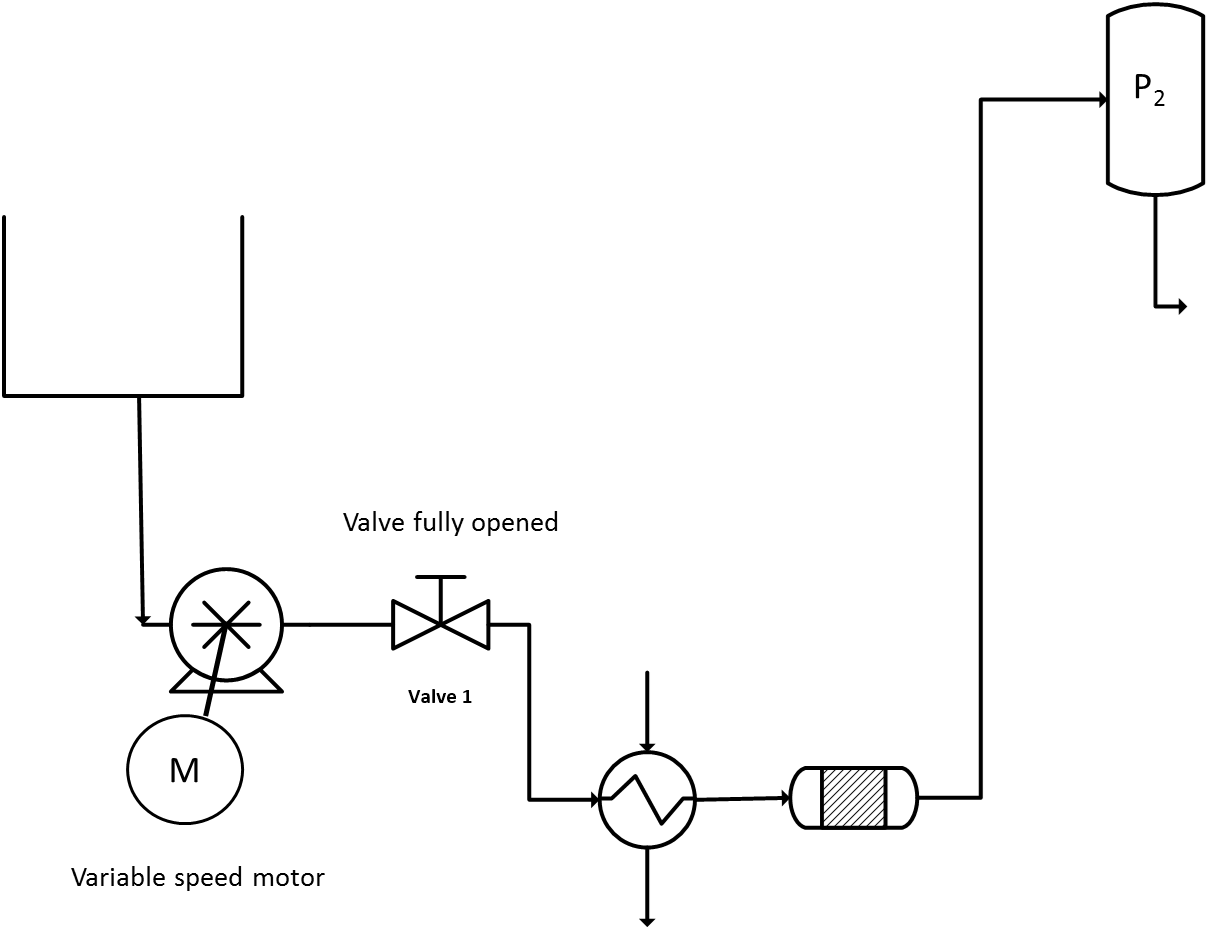 P₂
Valve fully opened
Valve 1
M
Variable speed motor